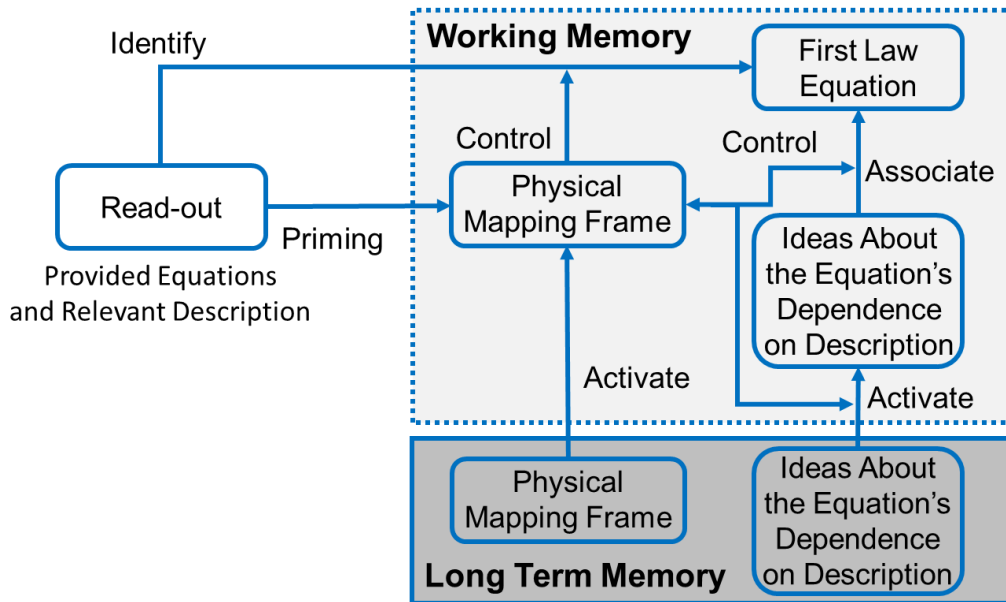 Identify
Working Memory
First Law
Equation
Control
Control
Associate
Read-out
Priming
Physical
Mapping Frame
Ideas About
the Equation's
Dependence
on Description
Provided Equations
and Relevant Description
Activate
Activate
Physical
Mapping Frame
Ideas About
the Equation's
Dependence
on Description
Long Term Memory